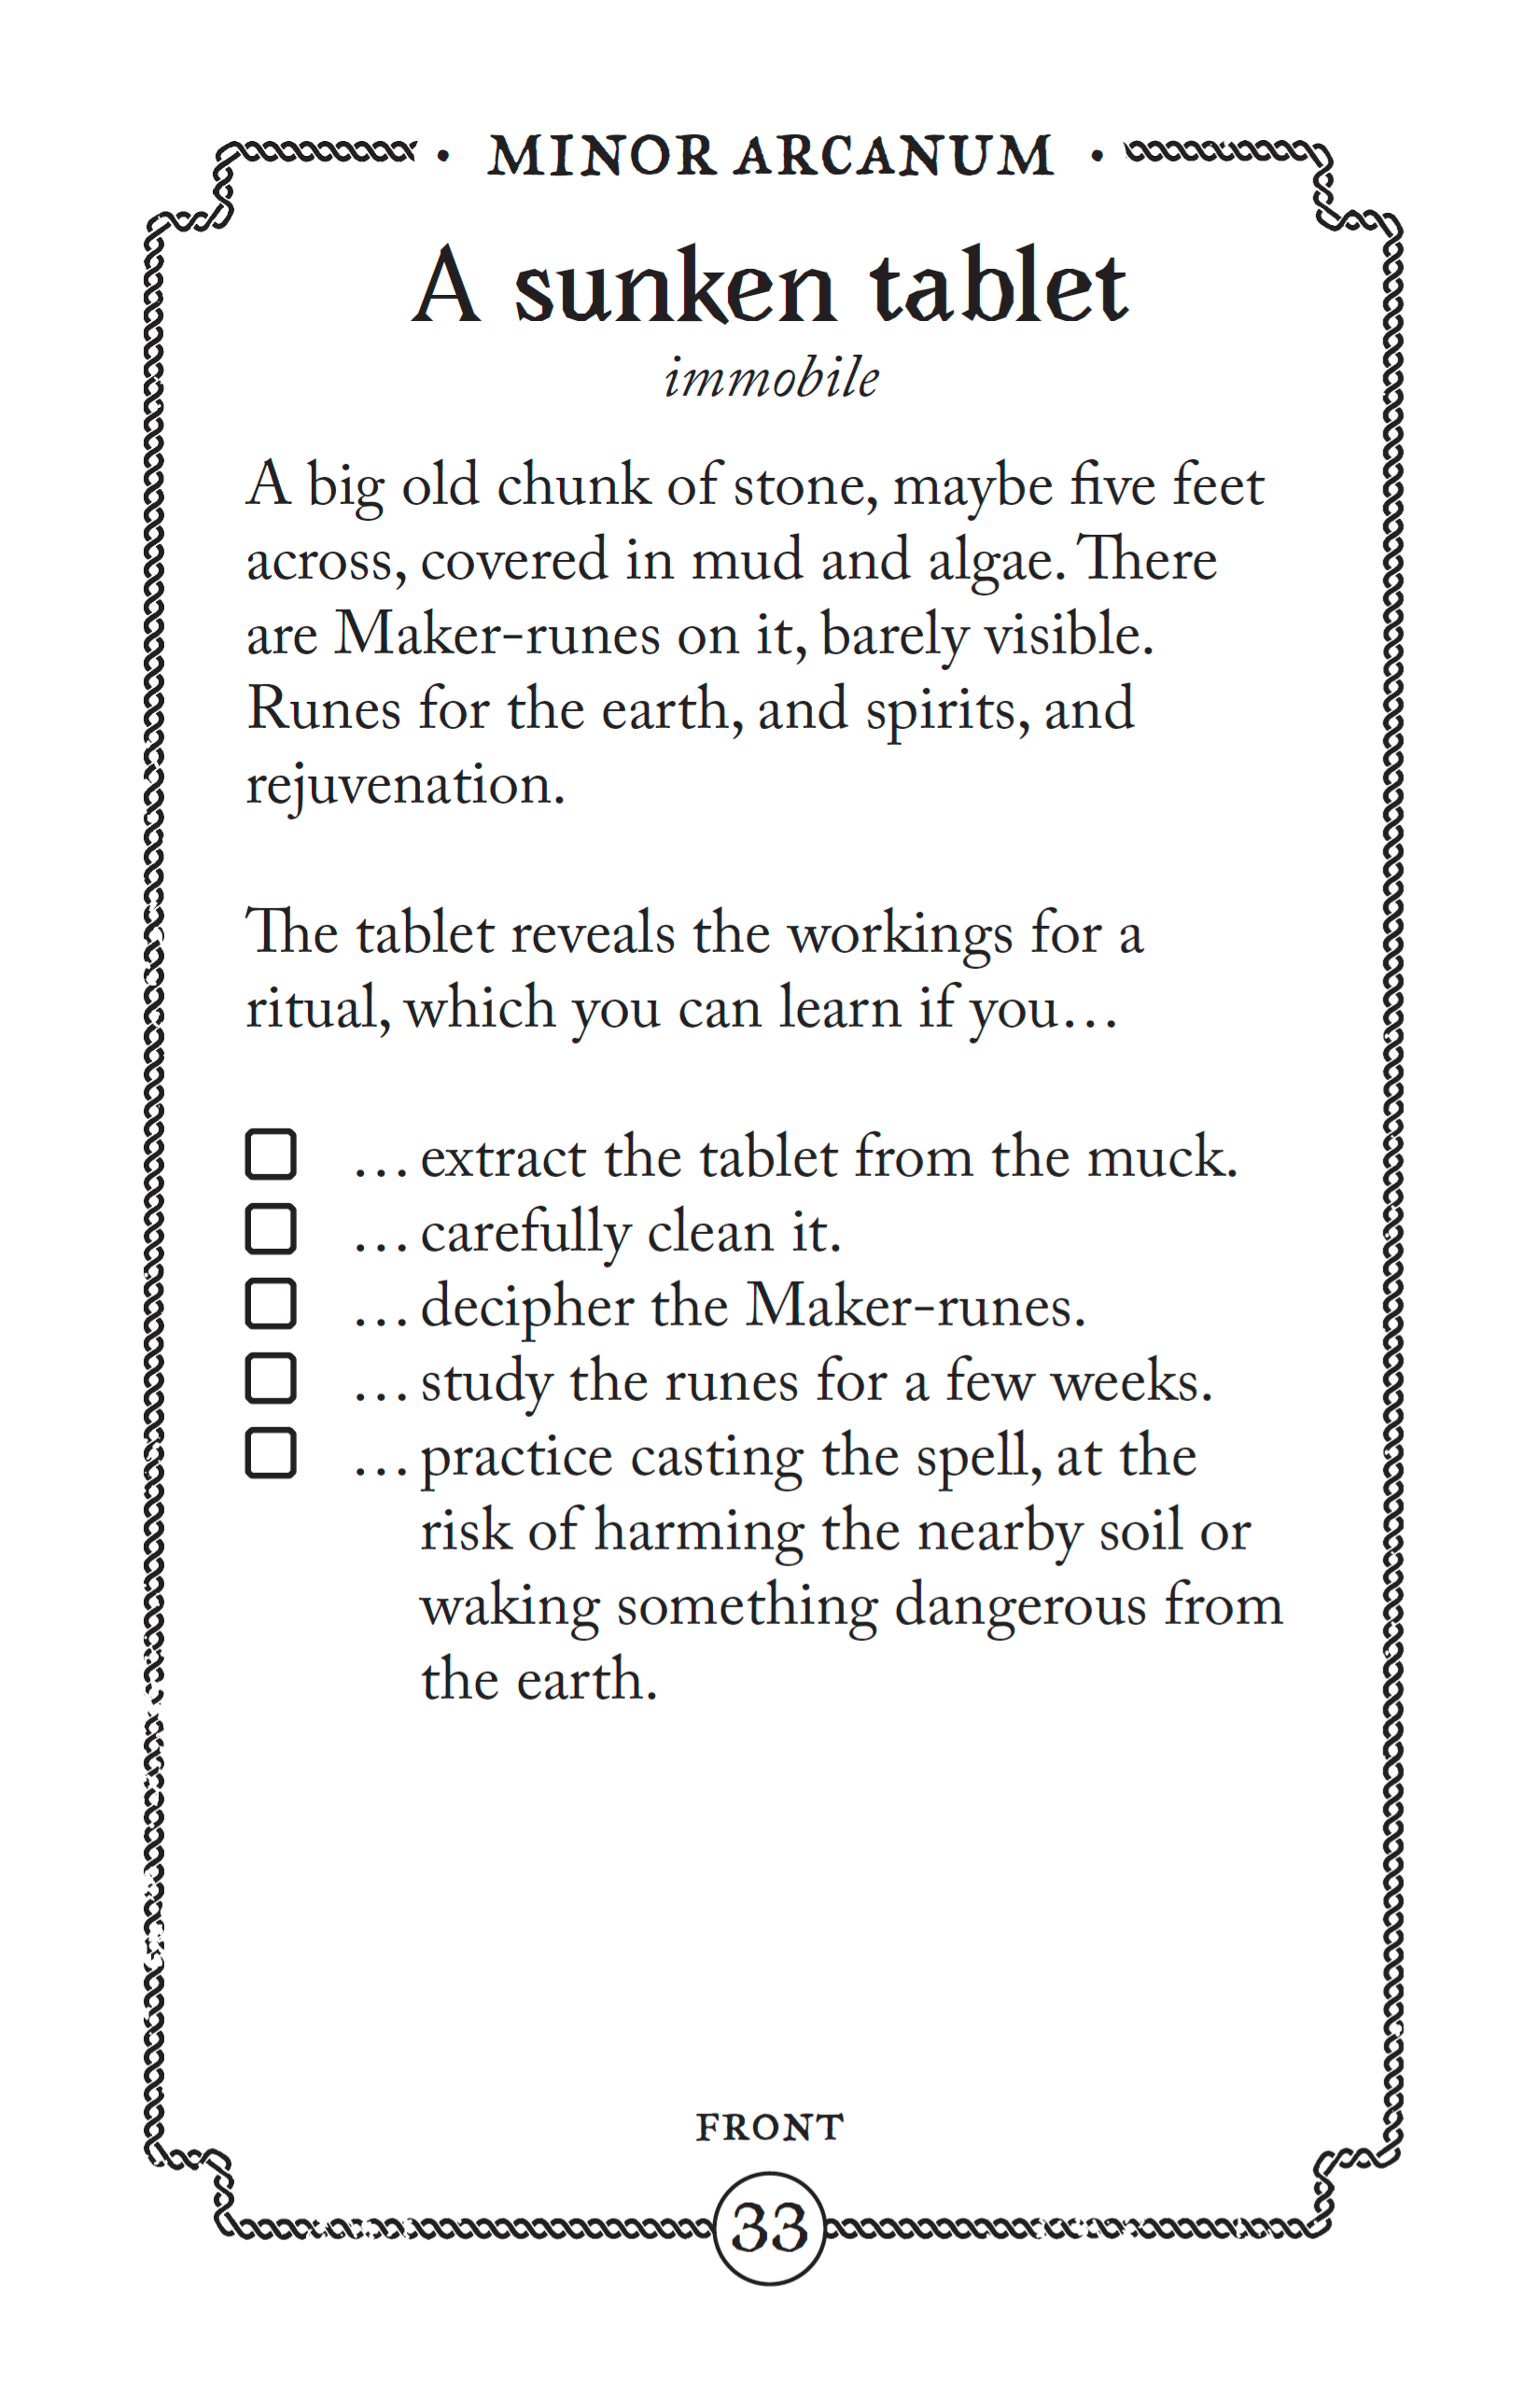 · MINOR ARCANUM ·
A sunken tablet
immobile
A big old chunk of stone, maybe five feet
across, covered in mud and algae. There
are Maker-runes on it, barely visible.
Runes for the earth, and spirits, and
rejuvenation.
The tablet reveals the workings for a
ritual, which you can learn if you…
☐ …extract the tablet from the muck.
☐ …carefully clean it.
☐ …decipher the Maker-runes.
☐ …study the runes for a few weeks.
☐ …practice casting the spell, at the
risk of harming the nearby soil or
waking something dangerous from
the earth.
FRONT
33